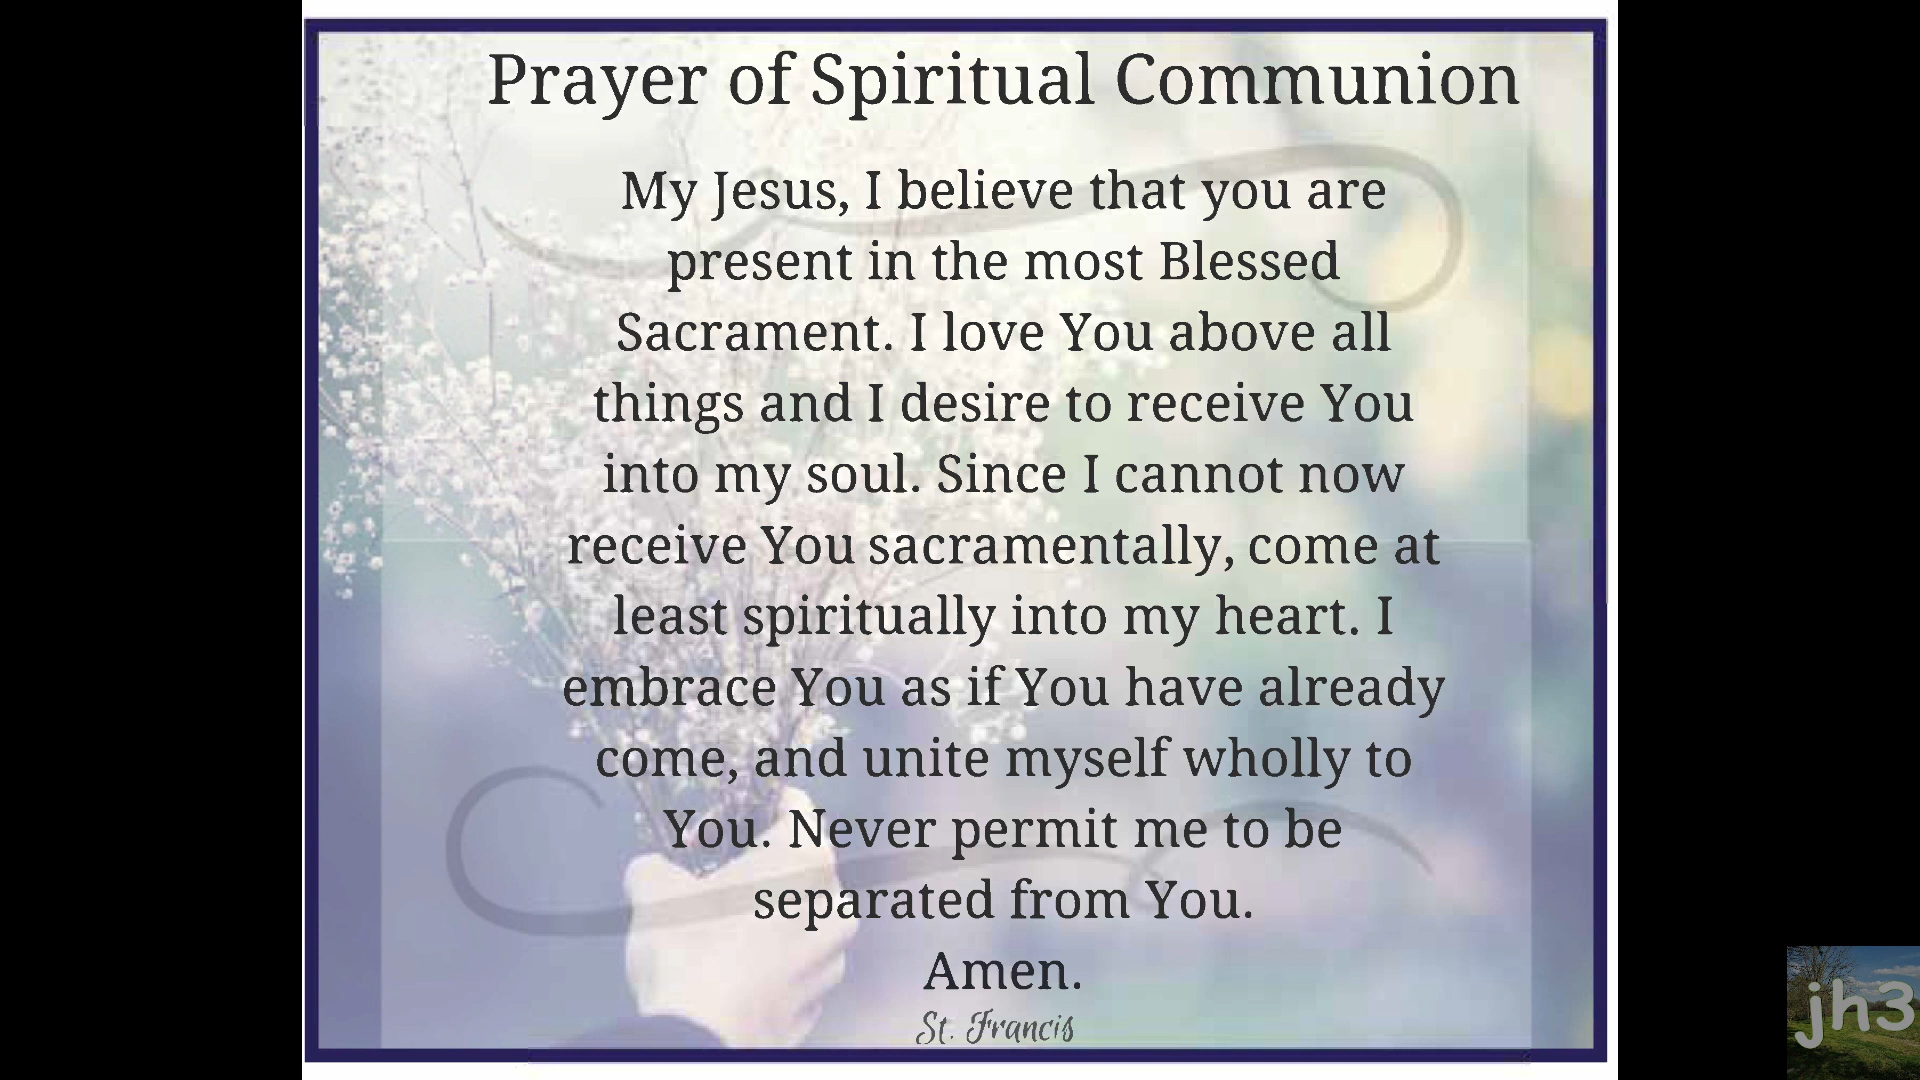 Prayer of Spiritual Communion
My Jesus, I believe that you are
present in the most Blessed
Sacrament. I love You above all
things and I desire to receive You
into my soul. Since I cannot now
receive You sacramentally, come at
least spiritually into my heart. I
embrace You as if You have already
come, and unite myself wholly to
You. Never permit me to be
separated from You.
Amen.
St. Francis
jh3